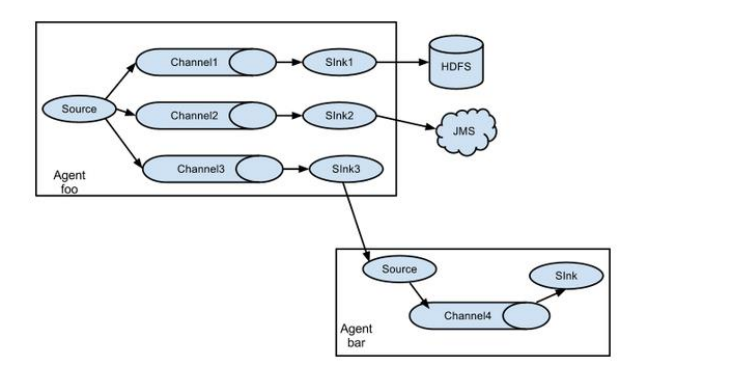 Channel1
SInk1
HDFS
Source
Channel2
SInk2
JMS
Channel3
SInk3
Agent
foo
Source
SInk
Channel4
Agent
bar